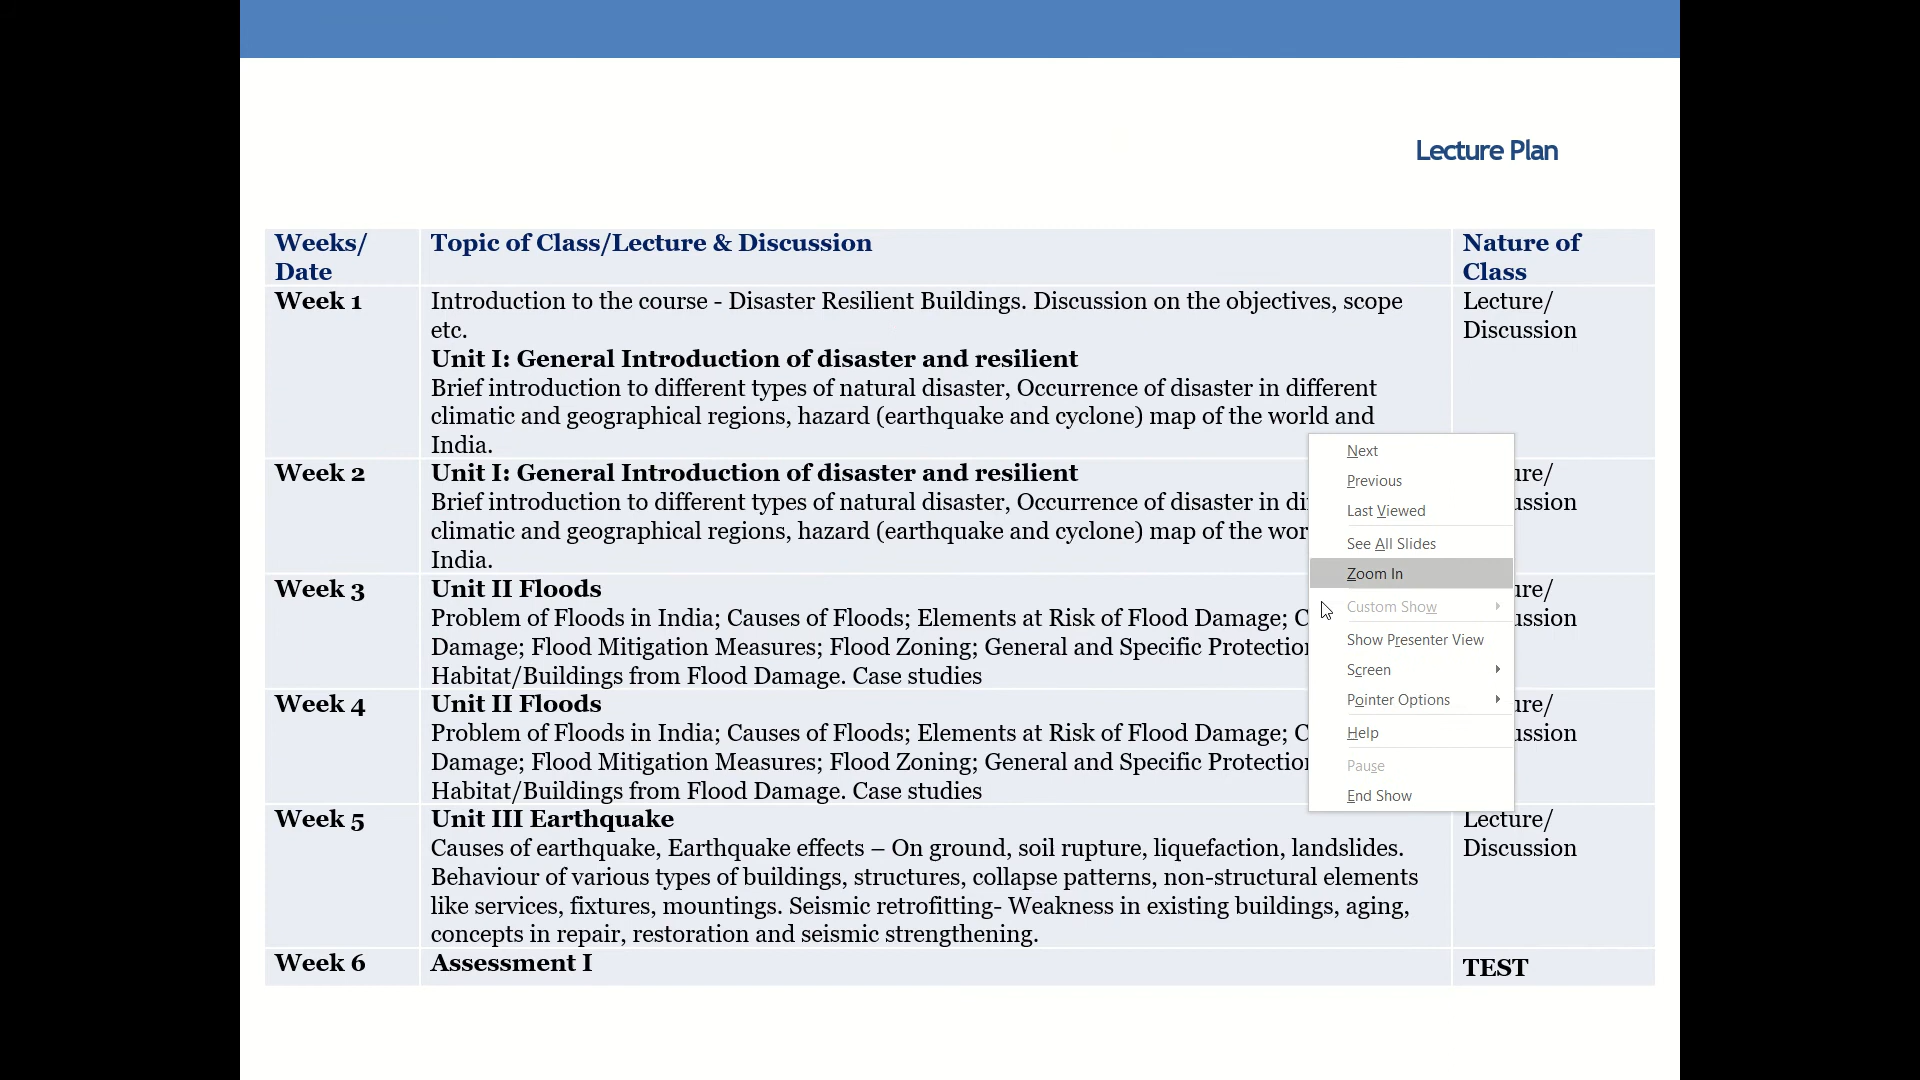 Lecture Plan
Weeks/
Date
Topic of Class/Lecture & Discussion
Nature of
Class
Week 1
Introduction to the course - Disaster Resilient Buildings. Discussion on the objectives, scope
etc.
Unit I: General Introduction of disaster and resilient
Brief introduction to different types of natural disaster, Occurrence of disaster in different
climatic and geographical regions, hazard (earthquake and cyclone) map of the world and
India.
Lecture/
Discussion
Week 2
Unit I: General Introduction of disaster and resilient
Brief introduction to different types of natural disaster, Occurrence of disaster in
climatic and geographical regions, hazard (earthquake and cyclone) map of the
India.
Week 3
Unit II Floods
Problem of Floods in India; Causes of Floods; Elements at Risk of Flood Damage;
Damage; Flood Mitigation Measures; Flood Zoning; General and Specific Protection
Habitat/Buildings from Flood Damage. Case studies
Week 4
Unit II Floods
Problem of Floods in India; Causes of Floods; Elements at Risk of Flood Damage;
Damage; Flood Mitigation Measures; Flood Zoning; General and Specific Protection
Habitat/Buildings from Flood Damage. Case studies
Week 5
Unit III Earthquake
Causes of earthquake, Earthquake effects – On ground, soil rupture, liquefaction, landslides.
Behaviour of various types of buildings, structures, collapse patterns, non-structural elements
like services, fixtures, mountings. Seismic retrofitting- Weakness in existing buildings, aging,
concepts in repair, restoration and seismic strengthening.
Lecture/
Discussion
Week 6
Assessment I
TEST
Next
Previous
Last Viewed
See All Slides
Zoom In
Custom Show
Show Presenter View
Screen
Pointer Options
Help
Pause
End Show